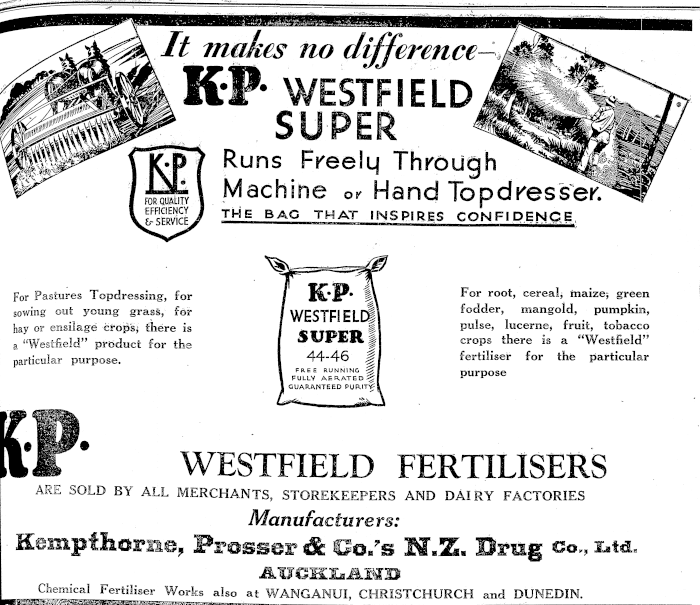 It makes no difference—
K.P. WESTFIELD
SUPER
K.P.
FOR QUALITY
EFFICIENCY
& SERVICE
Runs Freely Through
Machine or Hand Topdresser.
THE BAG THAT INSPIRES CONFIDENCE
For Pastures Topdressing, for
sowing out young grass, for
hay or ensilage crops, there is
a "Westfield" product for the
particular purpose.
K.P.
WESTFIELD
SUPER
44-46
FREE RUNNING
FULLY AERATED
GUARANTEED PURITY
For root, cereal, maize, green
fodder, mangold, pumpkin,
pulse, lucerne, fruit, tobacco
crops there is a "Westfield"
fertiliser for the particular
purpose
K.P.
WESTFIELD FERTILISERS
ARE SOLD BY ALL MERCHANTS, STOREKEEPERS AND DAIRY FACTORIES
Manufacturers:
Kempthorne, Prosser & Co.'s N.Z. Drug Co., Ltd.
AUCKLAND
Chemical Fertiliser Works also at WANGANUI, CHRISTCHURCH and DUNEDIN.